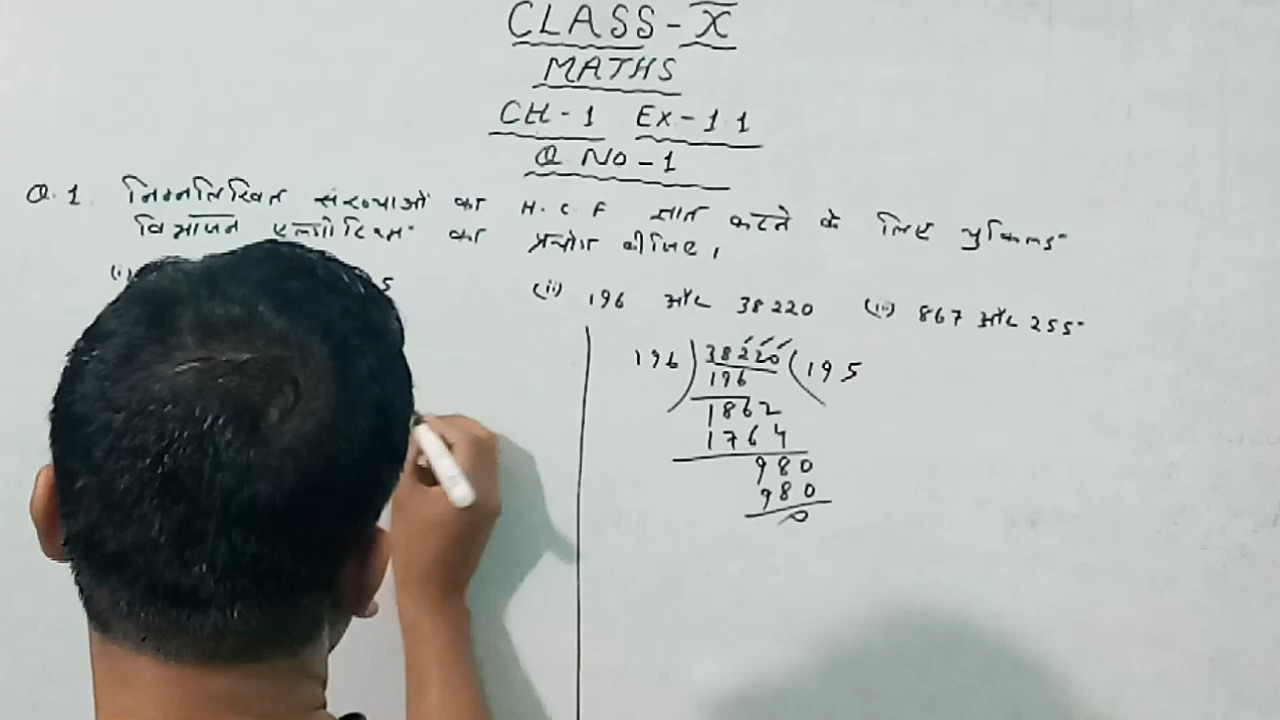 CLASS - X
MATHS
CH - 1 Ex - 1.1
Q No - 1
Q. 1. निम्नलिखित संख्याओं का H.C.F ज्ञात करने के लिए युक्लिड
विभाजन एल्गोरिथ्म का प्रयोग कीजिए।
(i) 5 (ii) 196 और 38220 (iii) 867 और 255
196 ) 38220 ( 195
196
1862
1764
980
980
0